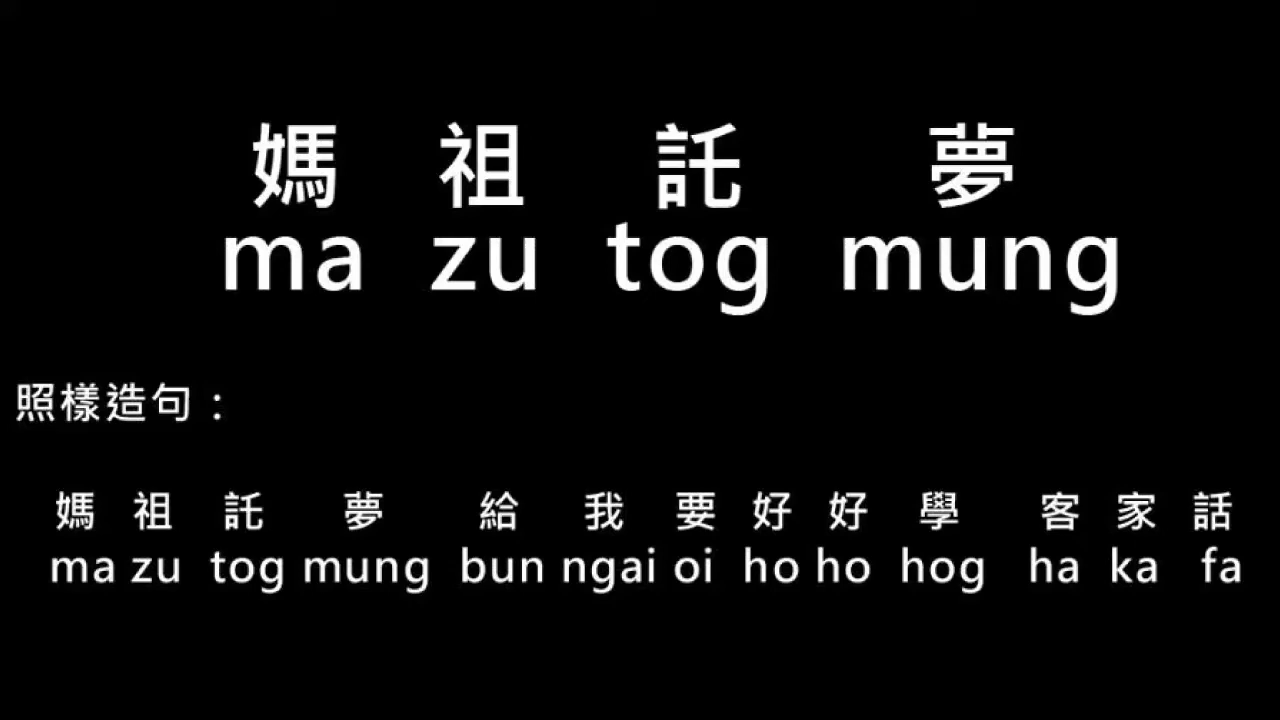 媽 祖 託 夢
ma zu tog mung
照樣造句：
媽 祖 託 夢 給 我 要 好 好 學 客 家 話
ma zu tog mung bun ngai oi ho ho hog ha ka fa